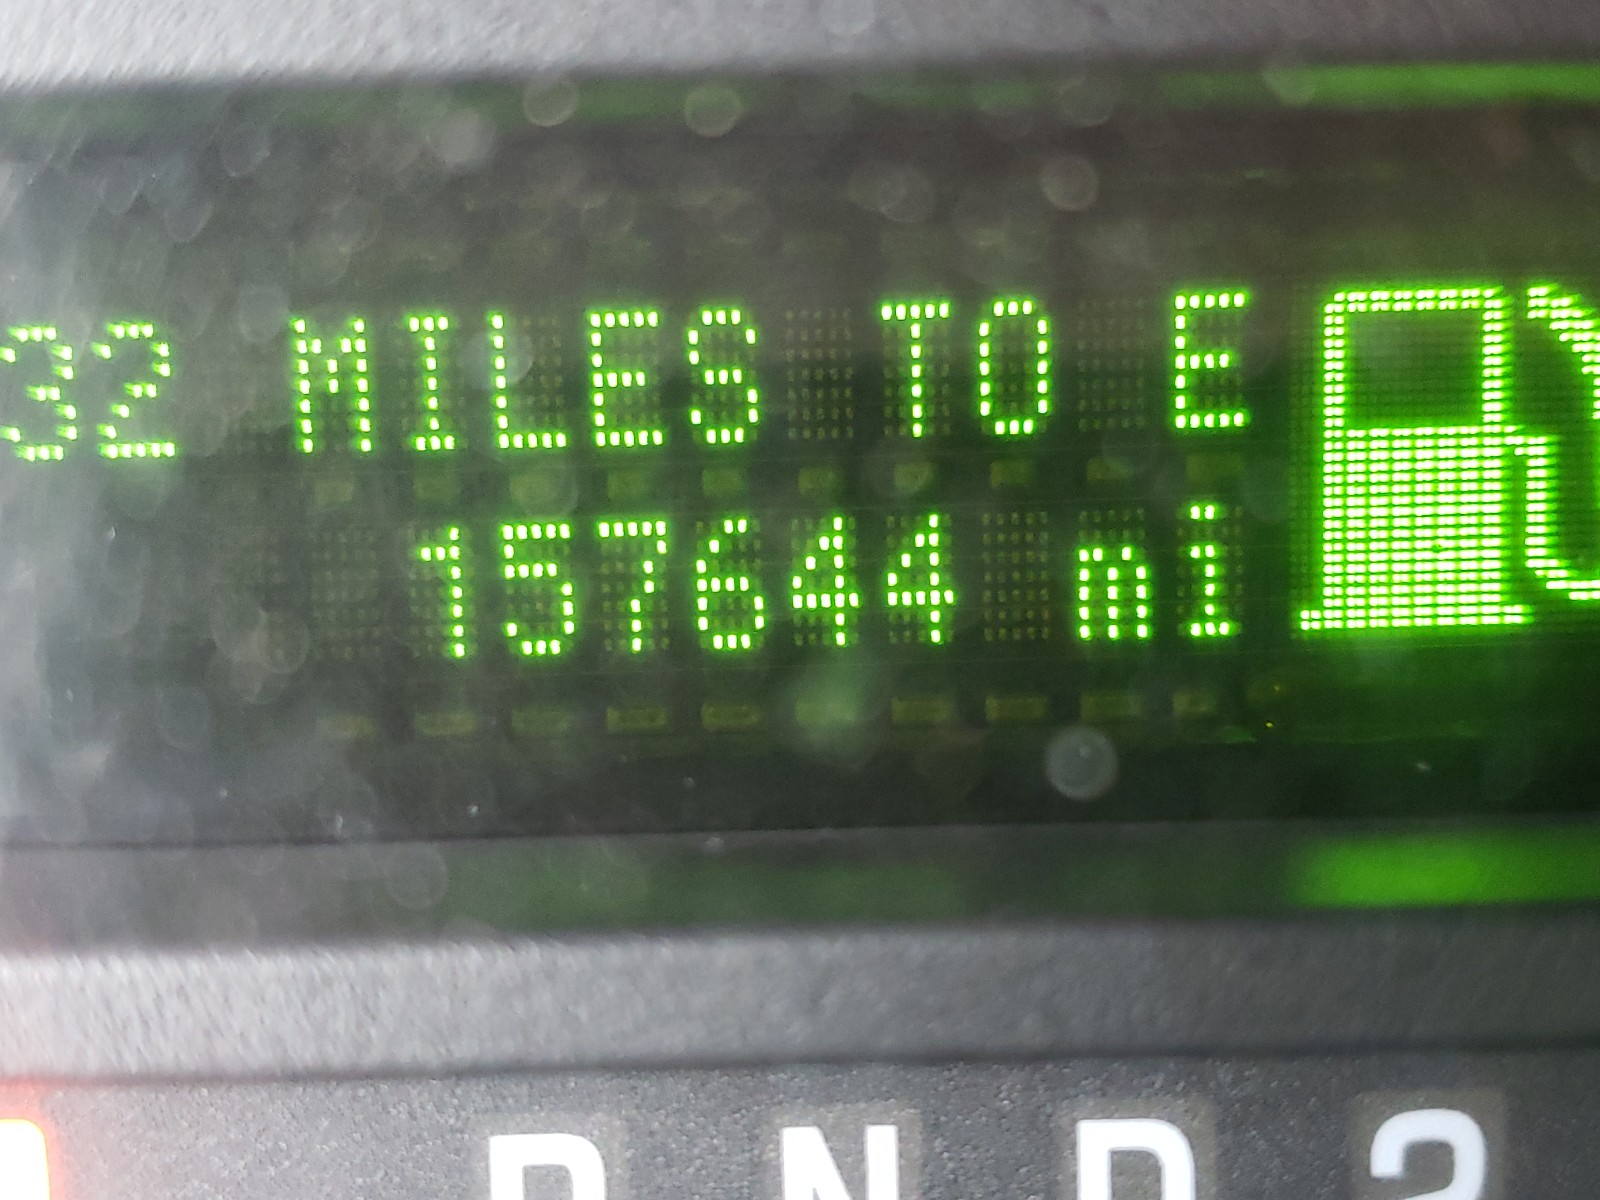 32 MILES TO E
157644 mi
R N D 2